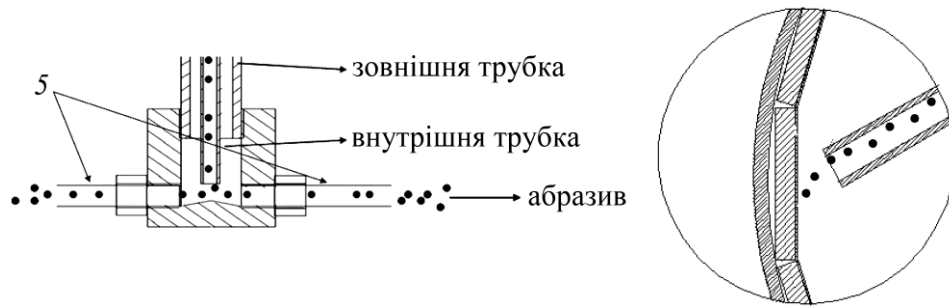 зовнішня трубка
5
внутрішня трубка
абразив